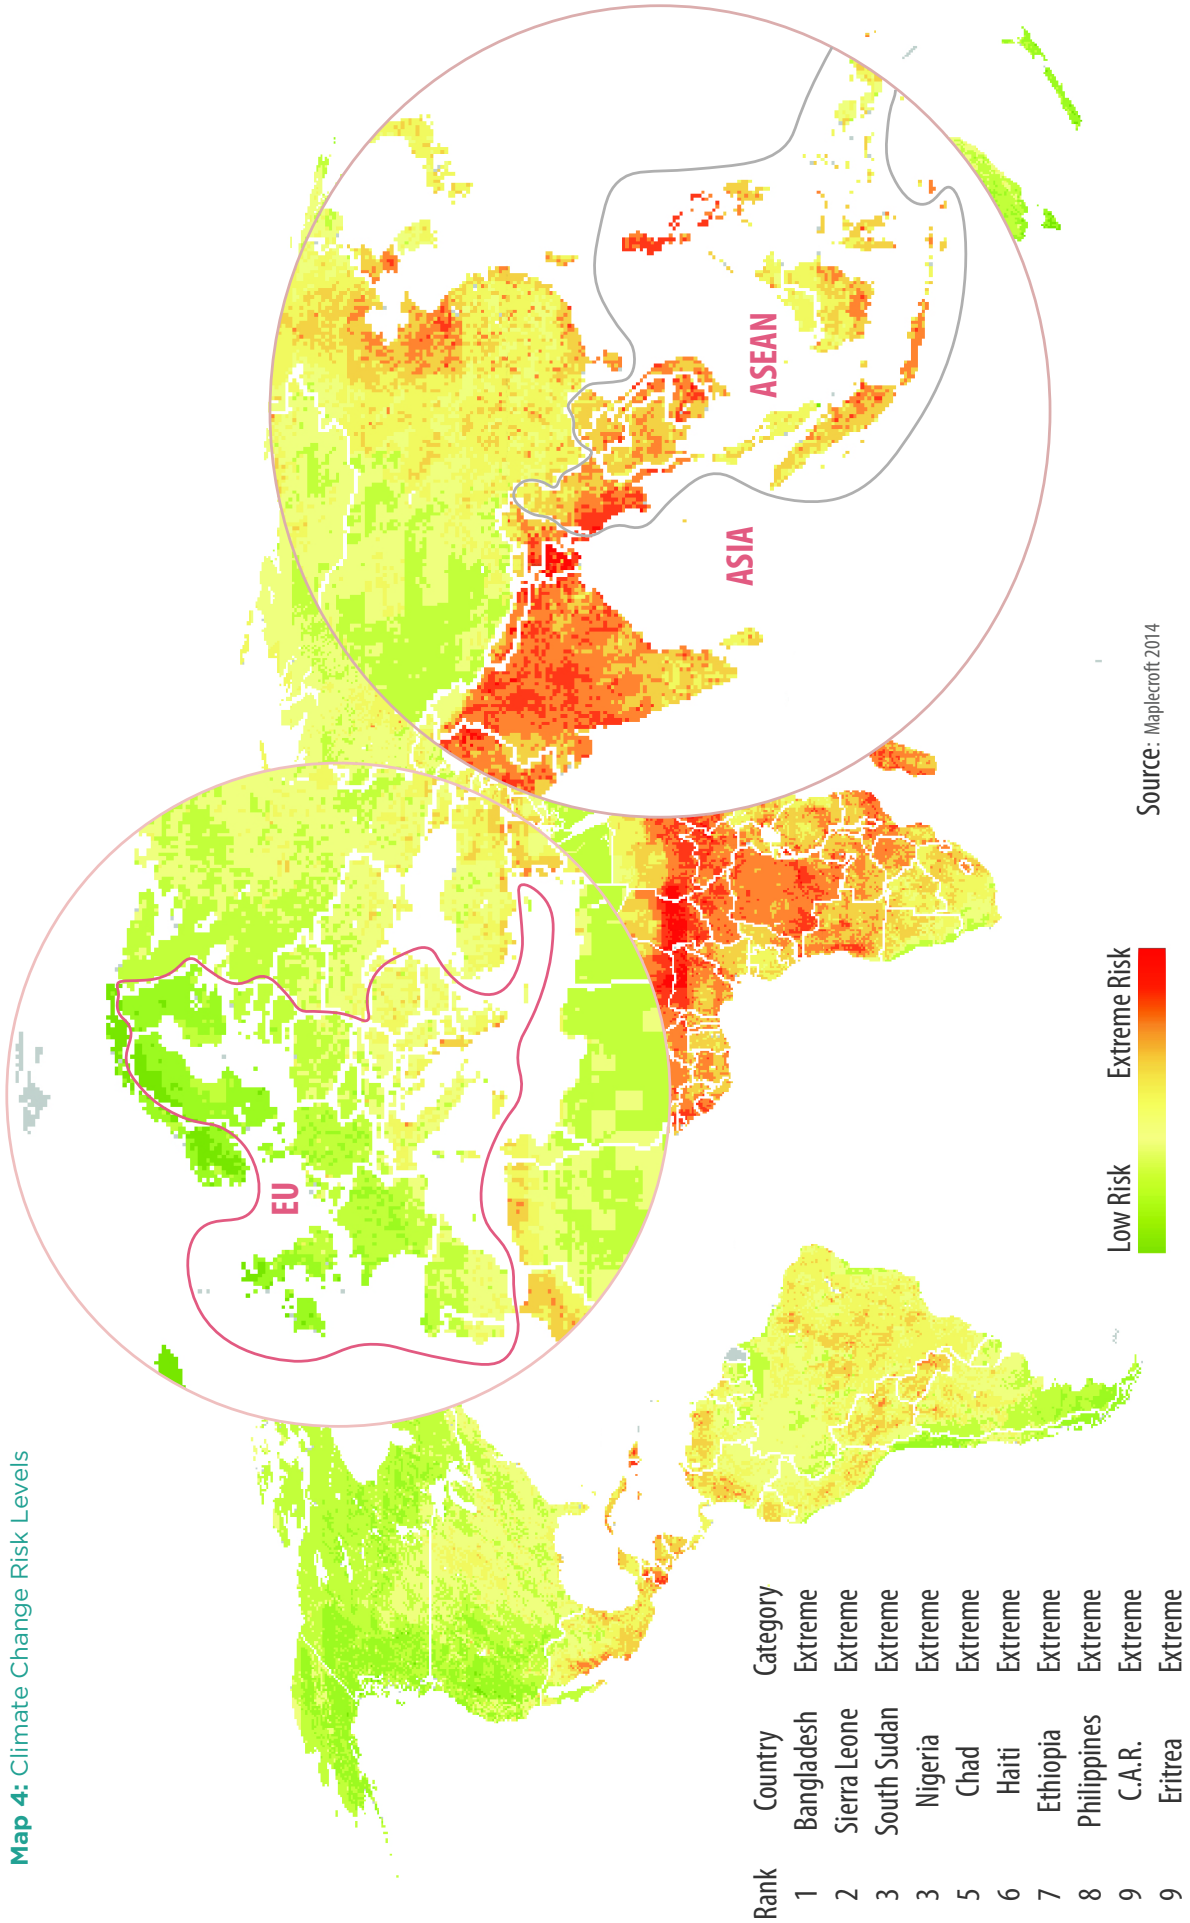 Map 4: Climate Change Risk Levels
EU
ASIA
ASEAN
Rank Country Category
1 Bangladesh Extreme
2 Sierra Leone Extreme
3 South Sudan Extreme
3 Nigeria Extreme
5 Chad Extreme
6 Haiti Extreme
7 Ethiopia Extreme
8 Philippines Extreme
9 C.A.R. Extreme
9 Eritrea Extreme
Low Risk Extreme Risk
Source: Maplecroft 2014